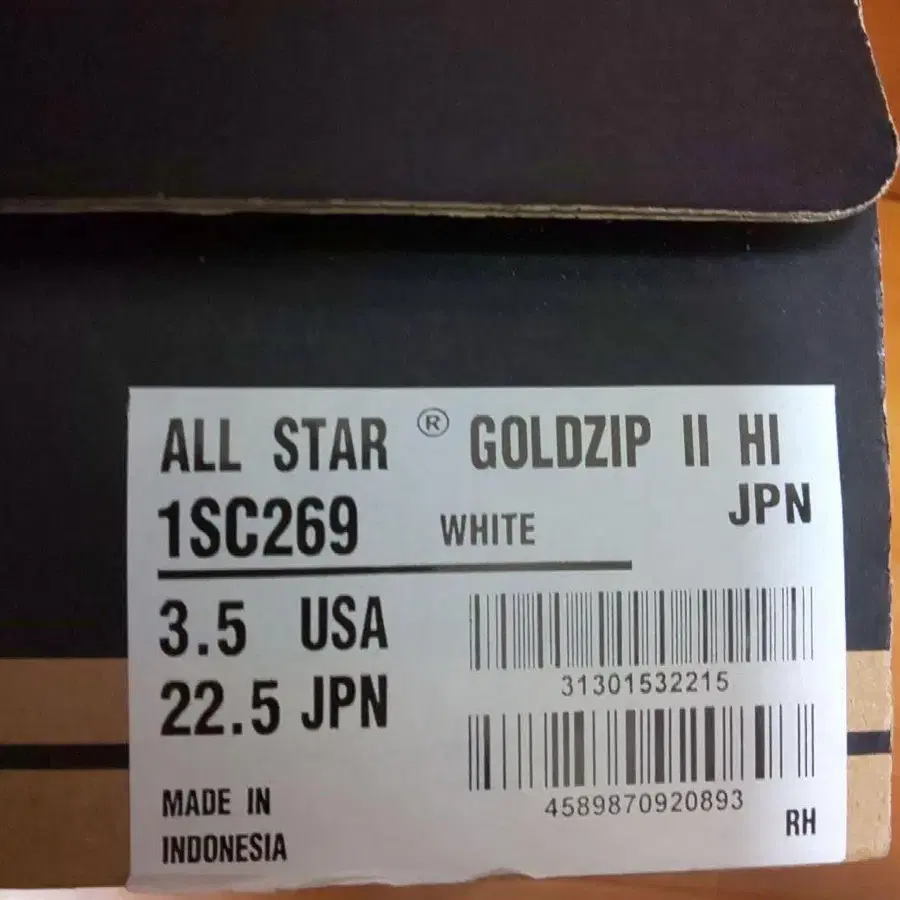 ALL STAR ® GOLDZIP II HI
JPN
1SC269 WHITE
3.5 USA
22.5 JPN
31301532215
4589870920893
MADE IN
INDONESIA
RH